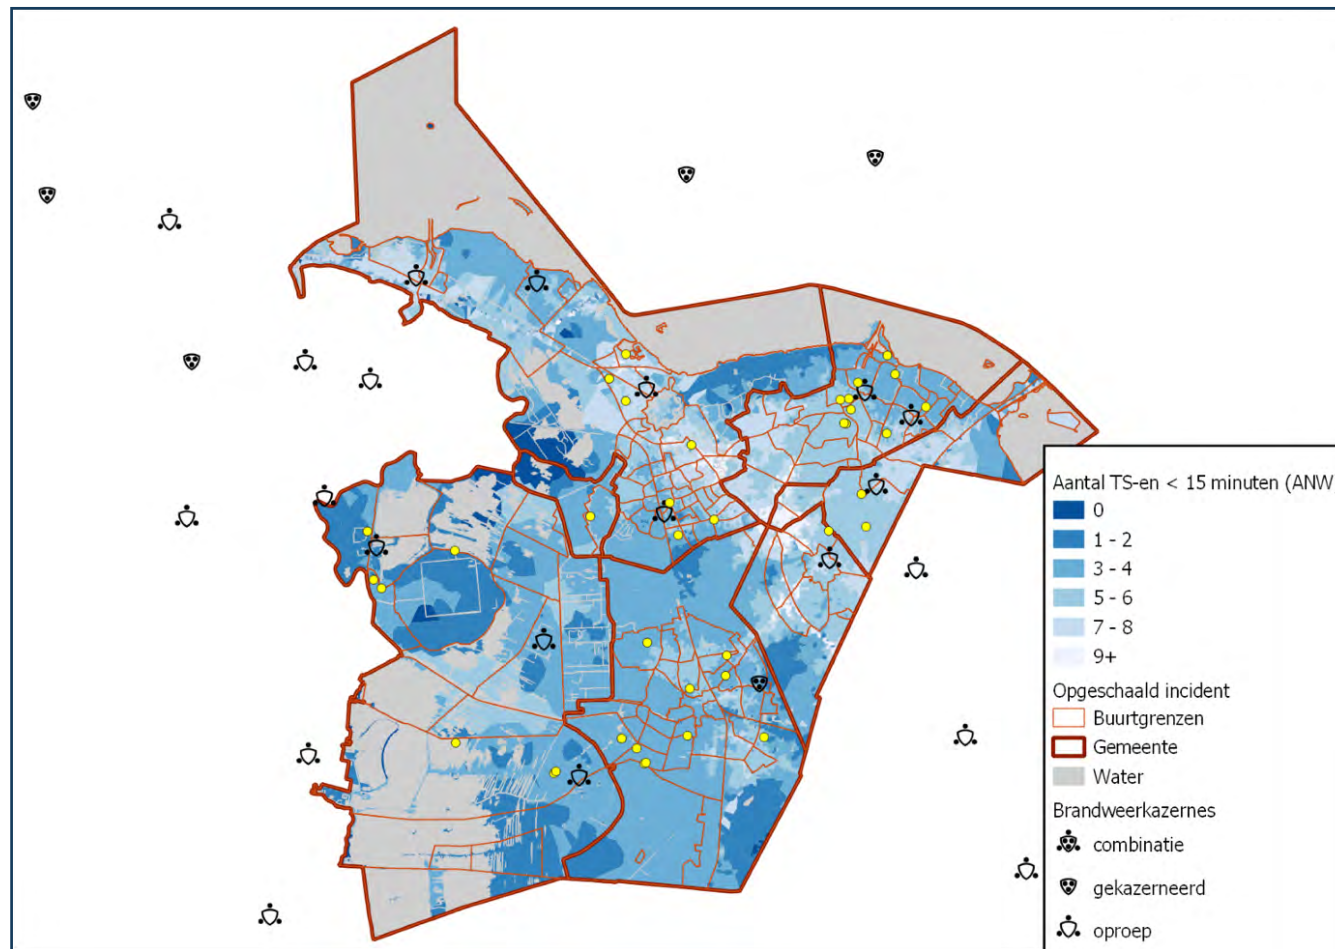 Aantal TS-en < 15 minuten (ANW
0
1 - 2
3 - 4
5 - 6
7 - 8
9+
Opgeschaald incident
Buurtgrenzen
Gemeente
Water
Brandweerkazernes
combinatie
gekazerneerd
oproep